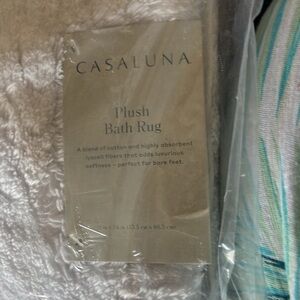 CASALUNA
Plush
Bath Rug
A blend of cotton and highly absorbent
lyocell fibers that adds luxurious
softness – perfect for bare feet.